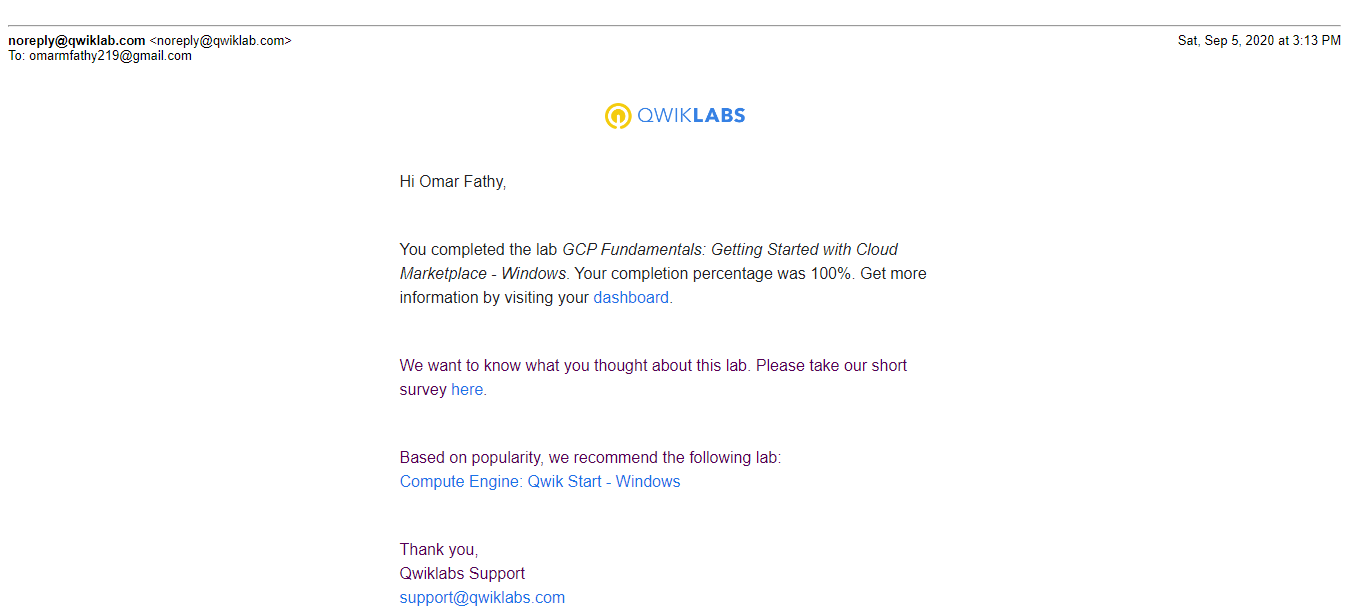 noreply@qwiklab.com <noreply@qwiklab.com>
Sat, Sep 5, 2020 at 3:13 PM
To: omarmfathy219@gmail.com
QWIKLABS
Hi Omar Fathy,
You completed the lab GCP Fundamentals: Getting Started with Cloud
Marketplace - Windows. Your completion percentage was 100%. Get more
information by visiting your dashboard.
We want to know what you thought about this lab. Please take our short
survey here.
Based on popularity, we recommend the following lab:
Compute Engine: Qwik Start - Windows
Thank you,
Qwiklabs Support
support@qwiklabs.com